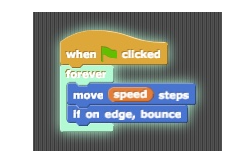 when clicked
forever
move speed steps
if on edge, bounce